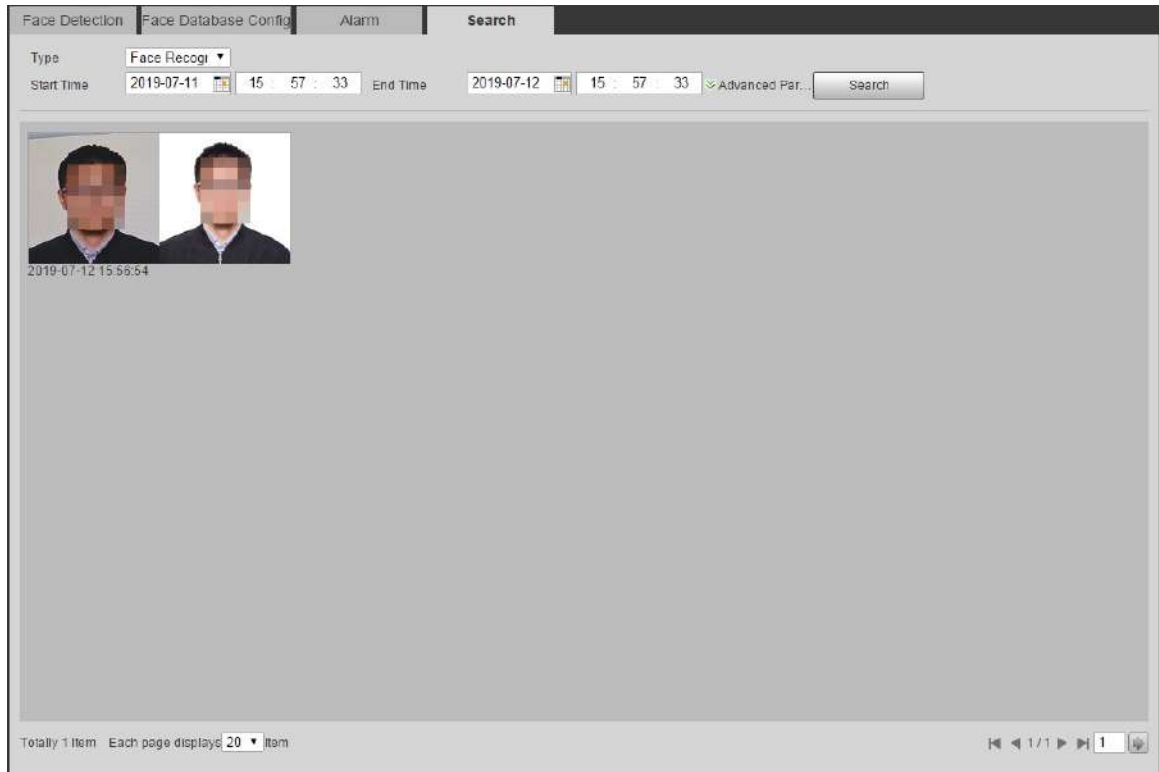 Face Detection Face Database Config Alarm Search
Type Face Recogr
Start Time 2019-07-11 15 : 57 : 33 End Time 2019-07-12 15 : 57 : 33 Advanced Par... Search
2019-07-12 15:56:54
Totally 1 Item Each page displays 20 Item 1 / 1 1